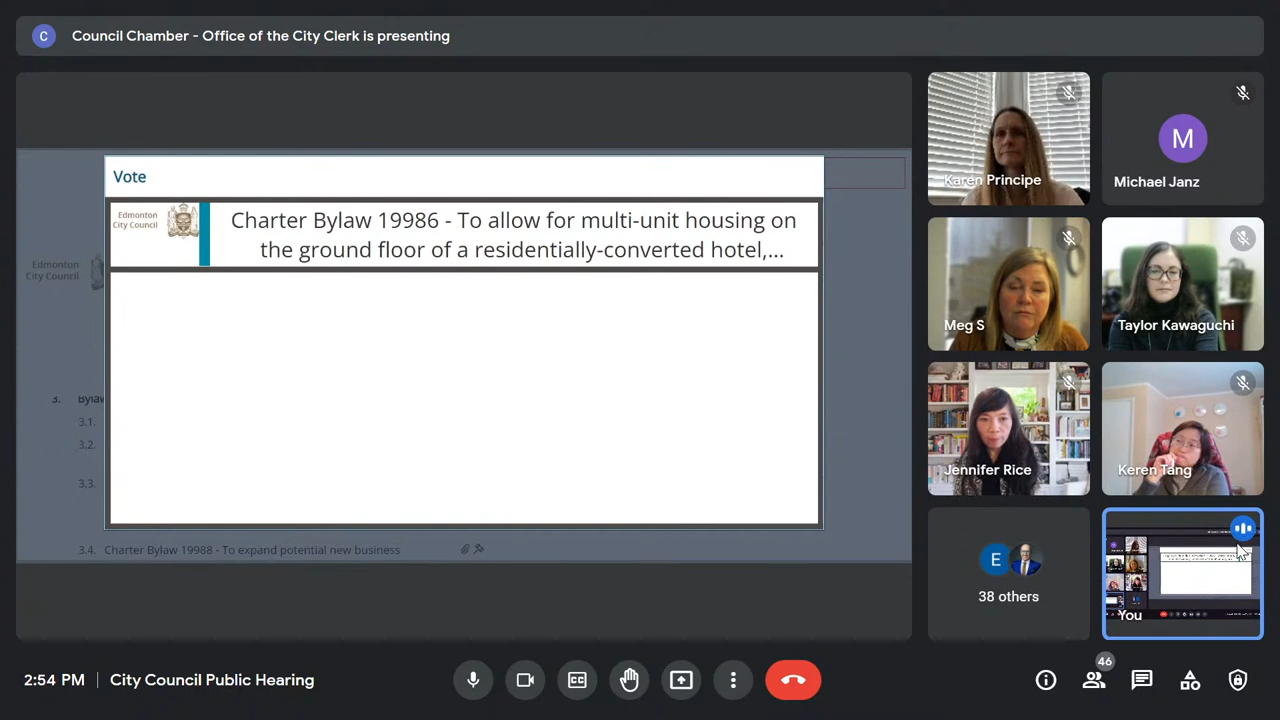 C
Council Chamber - Office of the City Clerk is presenting
Vote
Edmonton
City Council
Charter Bylaw 19986 - To allow for multi-unit housing on
the ground floor of a residentially-converted hotel,...
Edmonton
City Council
3. Bylaw
3.1.
3.2.
3.3.
3.4. Charter Bylaw 19988 - To expand potential new business
Karen Principe
M
Michael Janz
Meg S
Taylor Kawaguchi
Jennifer Rice
Keren Tang
E
38 others
You
2:54 PM
City Council Public Hearing
46